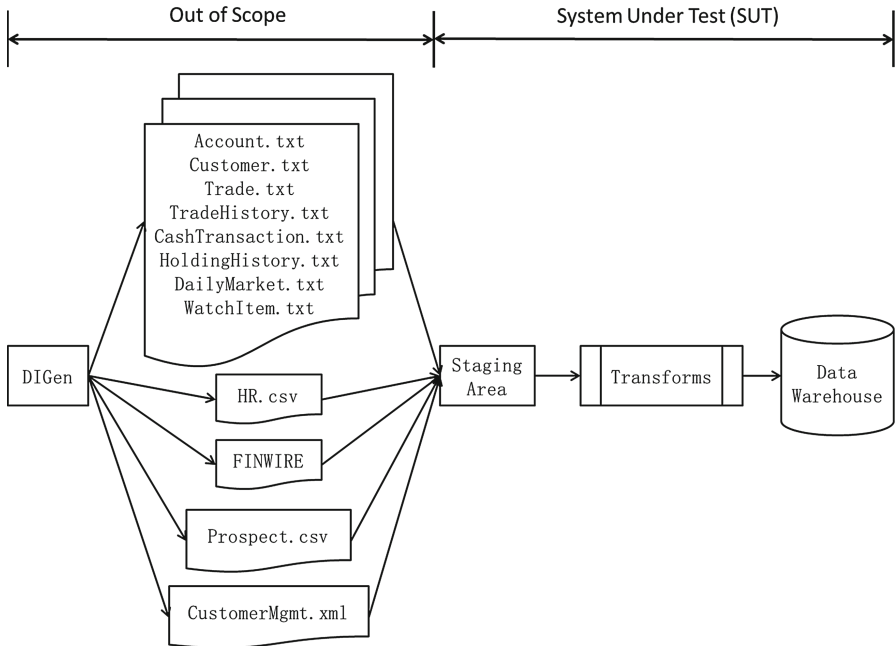 Out of Scope
System Under Test (SUT)
Account.txt
Customer.txt
Trade.txt
TradeHistory.txt
CashTransaction.txt
HoldingHistory.txt
DailyMarket.txt
WatchItem.txt
DIGen
HR.csv
FINWIRE
Prospect.csv
CustomerMgmt.xml
Staging
Area
Transforms
Data
Warehouse